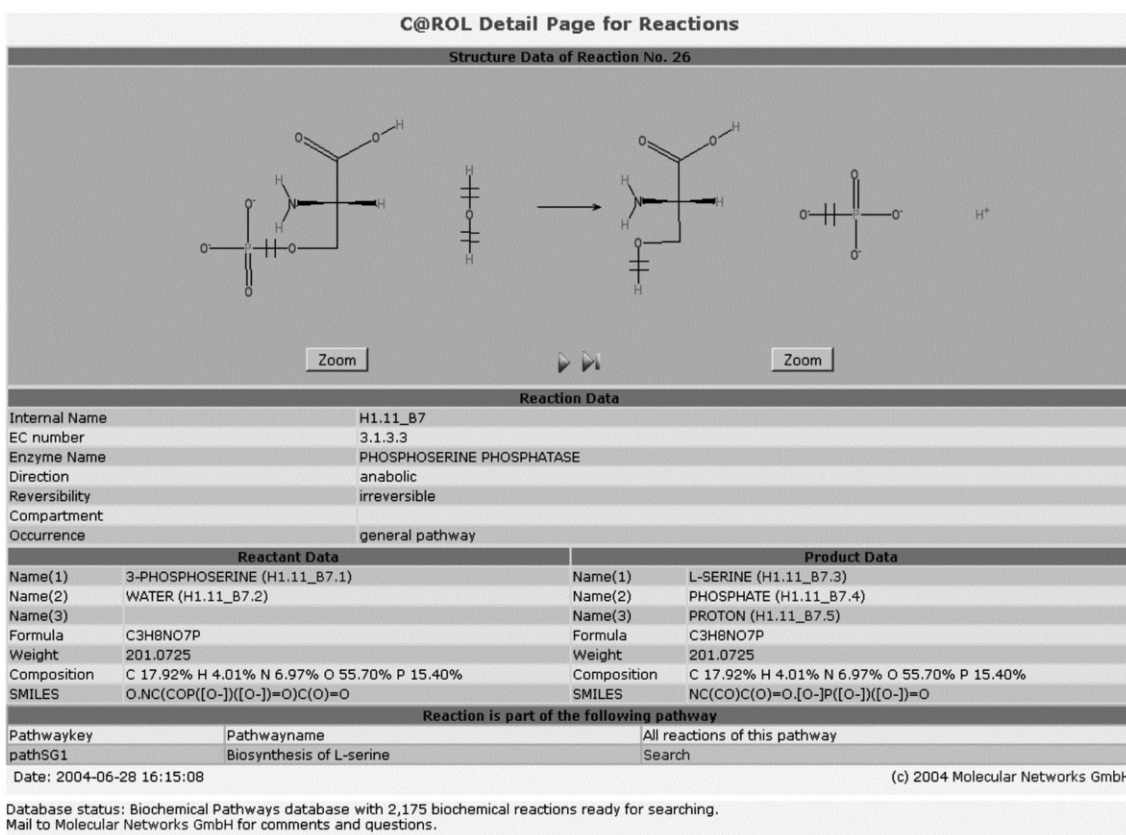 C@ROL Detail Page for Reactions
Structure Data of Reaction No. 26
H
O O H
H O
O⁻ N H O N H O⁻ P O⁻ H⁺
H H
O⁻ P O O O⁻
H H
O
Zoom Zoom
Reaction Data
Internal Name H1.11_B7
EC number 3.1.3.3
Enzyme Name PHOSPHOSERINE PHOSPHATASE
Direction anabolic
Reversibility irreversible
Compartment
Occurrence general pathway
Reactant Data Product Data
Name(1) 3-PHOSPHOSERINE (H1.11_B7.1) Name(1) L-SERINE (H1.11_B7.3)
Name(2) WATER (H1.11_B7.2) Name(2) PHOSPHATE (H1.11_B7.4)
Name(3) Name(3) PROTON (H1.11_B7.5)
Formula C3H8NO7P Formula C3H8NO7P
Weight 201.0725 Weight 201.0725
Composition C 17.92% H 4.01% N 6.97% O 55.70% P 15.40% Composition C 17.92% H 4.01% N 6.97% O 55.70% P 15.40%
SMILES O.NC(COP([O-])([O-])=O)C(O)=O SMILES NC(CO)C(O)=O.[O-]P([O-])([O-])=O
Reaction is part of the following pathway
Pathwaykey Pathwayname All reactions of this pathway
pathSG1 Biosynthesis of L-serine Search
Date: 2004-06-28 16:15:08 (c) 2004 Molecular Networks GmbH
Database status: Biochemical Pathways database with 2,175 biochemical reactions ready for searching.
Mail to Molecular Networks GmbH for comments and questions.